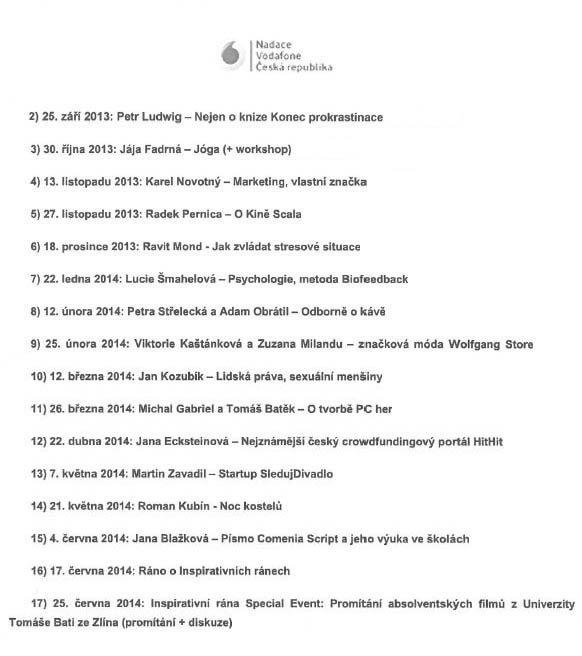 Nadace
Vodafone
Česká republika
2) 25. září 2013: Petr Ludwig – Nejen o knize Konec prokrastinace
3) 30. října 2013: Jája Fadrná – Jóga (+ workshop)
4) 13. listopadu 2013: Karel Novotný – Marketing, vlastní značka
5) 27. listopadu 2013: Radek Pernica – O Kině Scala
6) 18. prosince 2013: Ravit Mond - Jak zvládat stresové situace
7) 22. ledna 2014: Lucie Šmahelová – Psychologie, metoda Biofeedback
8) 12. února 2014: Petra Střelecká a Adam Obrátil – Odborně o kávě
9) 25. února 2014: Viktorie Kaštánková a Zuzana Milandu – značková móda Wolfgang Store
10) 12. března 2014: Jan Kozubík – Lidská práva, sexuální menšiny
11) 26. března 2014: Michal Gabriel a Tomáš Batěk – O tvorbě PC her
12) 22. dubna 2014: Jana Ecksteinová – Nejznámější český crowdfundingový portál HitHit
13) 7. května 2014: Martin Zavadil – Startup SledujDivadlo
14) 21. května 2014: Roman Kubín - Noc kostelů
15) 4. června 2014: Jana Blažková – Písmo Comenia Script a jeho výuka ve školách
16) 17. června 2014: Ráno o Inspirativních ránech
17) 25. června 2014: Inspirativní rána Special Event: Promítání absolventských filmů z Univerzity
Tomáše Bati ze Zlína (promítání + diskuze)